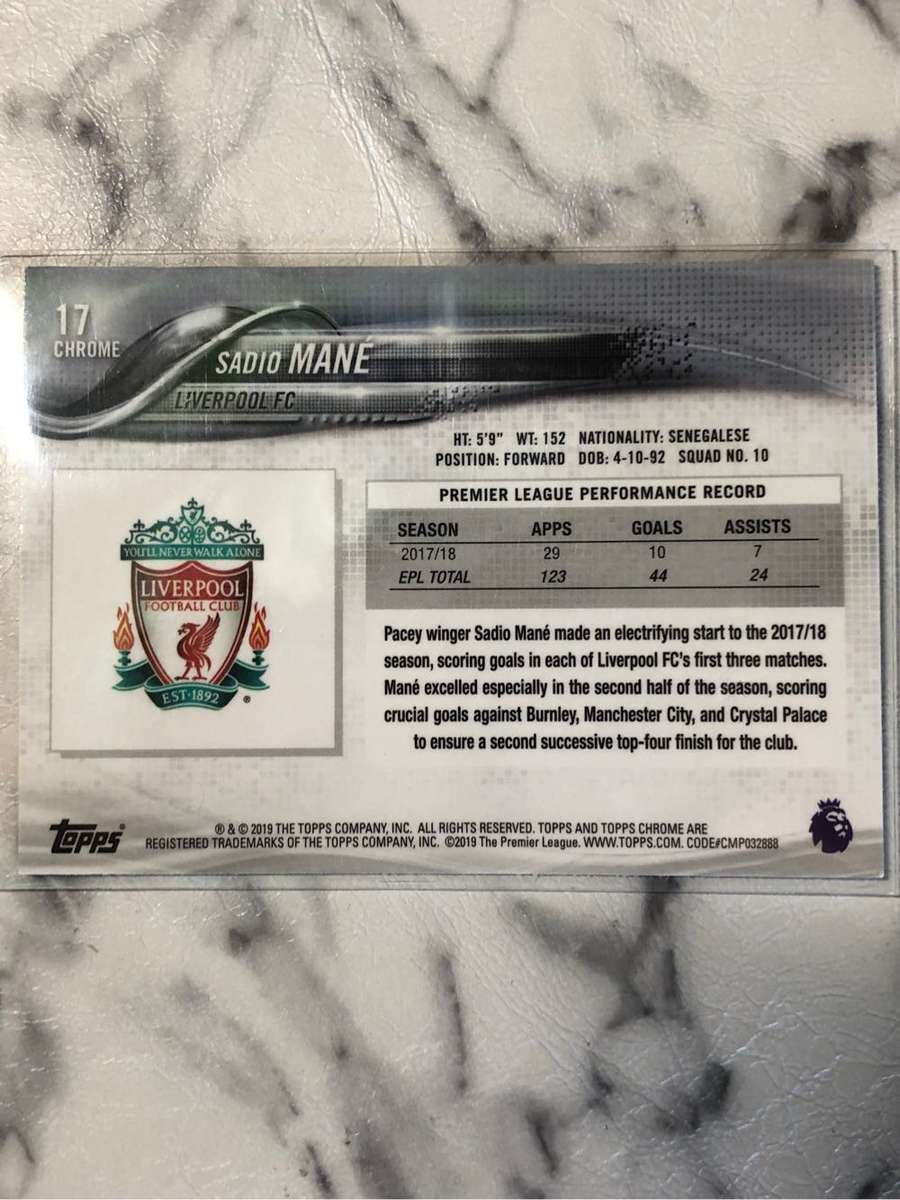 17
CHROME
SADIO MANÉ
LIVERPOOL FC
HT: 5'9" WT: 152 NATIONALITY: SENEGALESE
POSITION: FORWARD DOB: 4-10-92 SQUAD NO. 10
PREMIER LEAGUE PERFORMANCE RECORD
SEASON APPS GOALS ASSISTS
2017/18 29 10 7
EPL TOTAL 123 44 24
YOU'LL NEVER WALK ALONE
LIVERPOOL
FOOTBALL CLUB
EST·1892 ®
Pacey winger Sadio Mané made an electrifying start to the 2017/18
season, scoring goals in each of Liverpool FC's first three matches.
Mané excelled especially in the second half of the season, scoring
crucial goals against Burnley, Manchester City, and Crystal Palace
to ensure a second successive top-four finish for the club.
Topps®
® & © 2019 THE TOPPS COMPANY, INC. ALL RIGHTS RESERVED. TOPPS AND TOPPS CHROME ARE
REGISTERED TRADEMARKS OF THE TOPPS COMPANY, INC. ©2019 The Premier League. WWW.TOPPS.COM. CODE#CMP032888